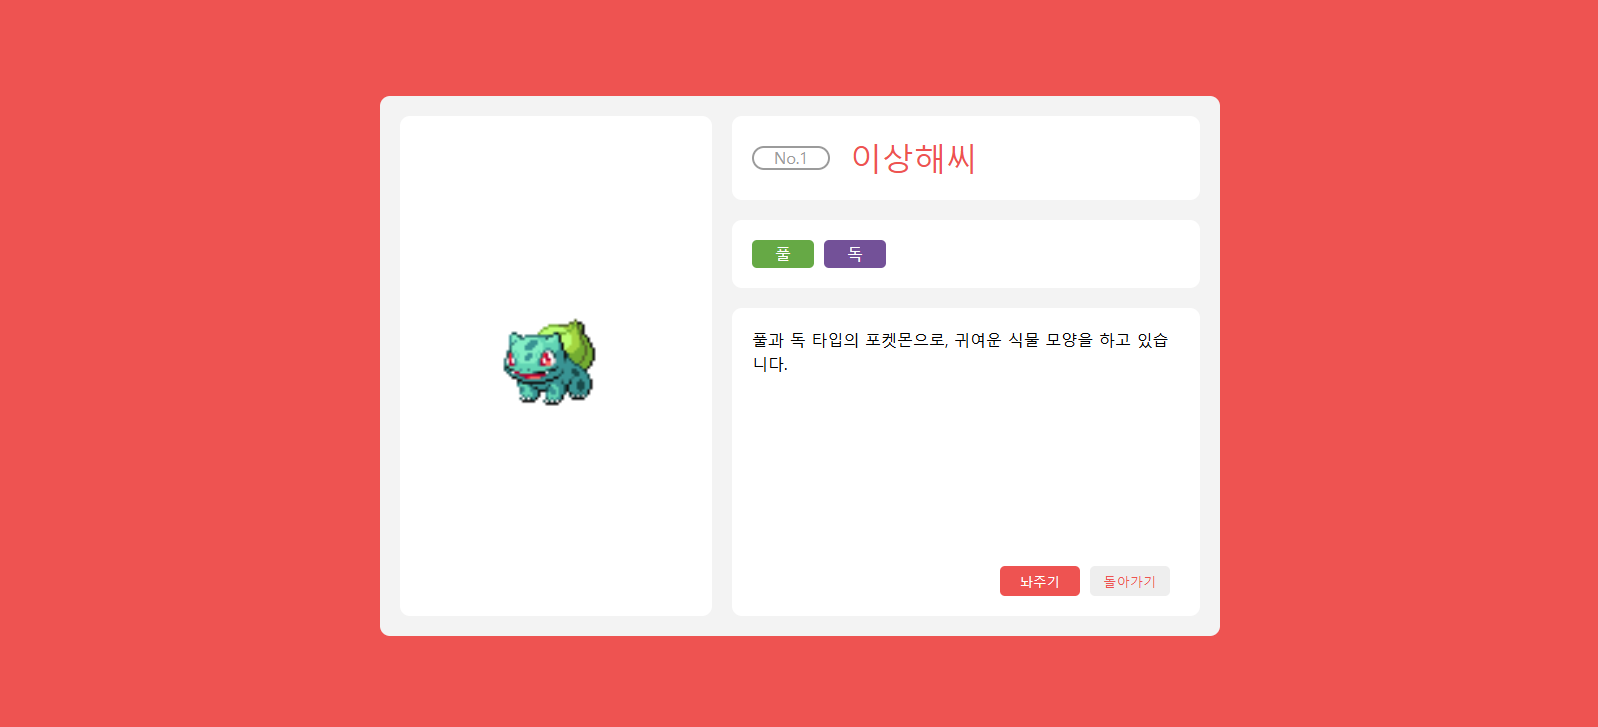 No.1 이상해씨
풀 독
풀과 독 타입의 포켓몬으로, 귀여운 식물 모양을 하고 있습
니다.
놔주기 돌아가기